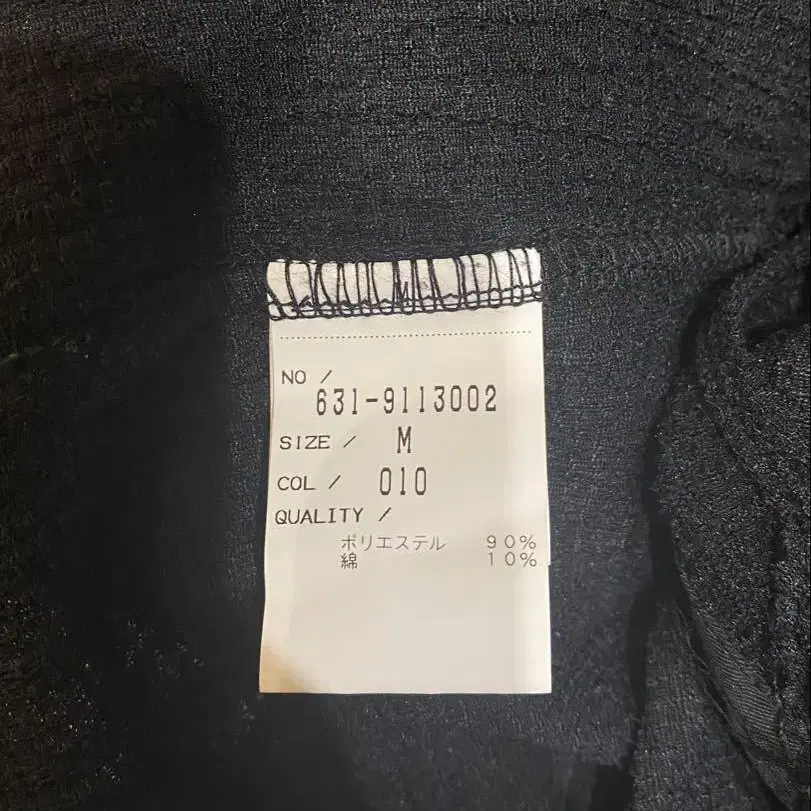 NO /
631-9113002
SIZE / M
COL / 010
QUALITY /
ポリエステル ９０％
綿 １０％